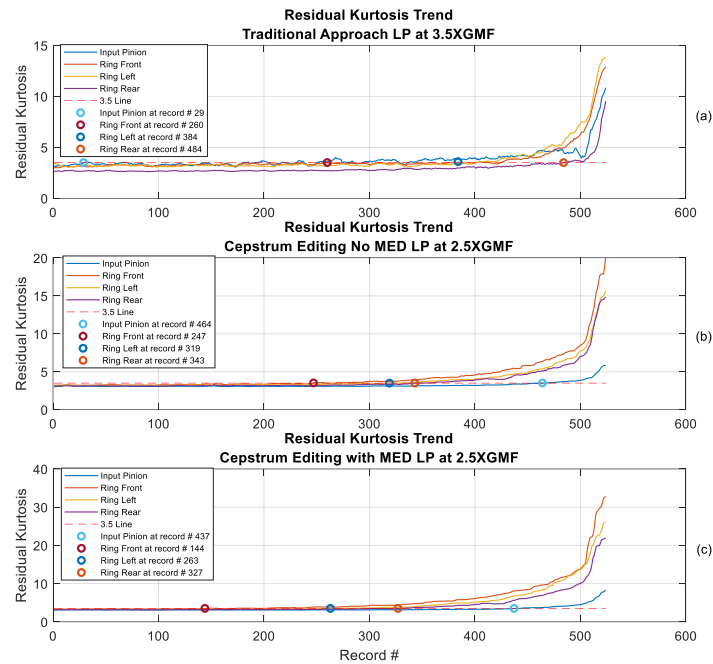 Residual Kurtosis Trend
Traditional Approach LP at 3.5XGMF
15
10
5
0
Residual Kurtosis
Input Pinion
Ring Front
Ring Left
Ring Rear
3.5 Line
Input Pinion at record # 29
Ring Front at record # 260
Ring Left at record # 384
Ring Rear at record # 484
(a)
0
100
200
300
400
500
600
Residual Kurtosis Trend
Cepstrum Editing No MED LP at 2.5XGMF
20
15
10
5
0
Residual Kurtosis
Input Pinion
Ring Front
Ring Left
Ring Rear
3.5 Line
Input Pinion at record # 464
Ring Front at record # 247
Ring Left at record # 319
Ring Rear at record # 343
(b)
0
100
200
300
400
500
600
Residual Kurtosis Trend
Cepstrum Editing with MED LP at 2.5XGMF
40
30
20
10
0
Residual Kurtosis
Input Pinion
Ring Front
Ring Left
Ring Rear
3.5 Line
Input Pinion at record # 437
Ring Front at record # 144
Ring Left at record # 263
Ring Rear at record # 327
(c)
0
100
200
300
400
500
600
Record #